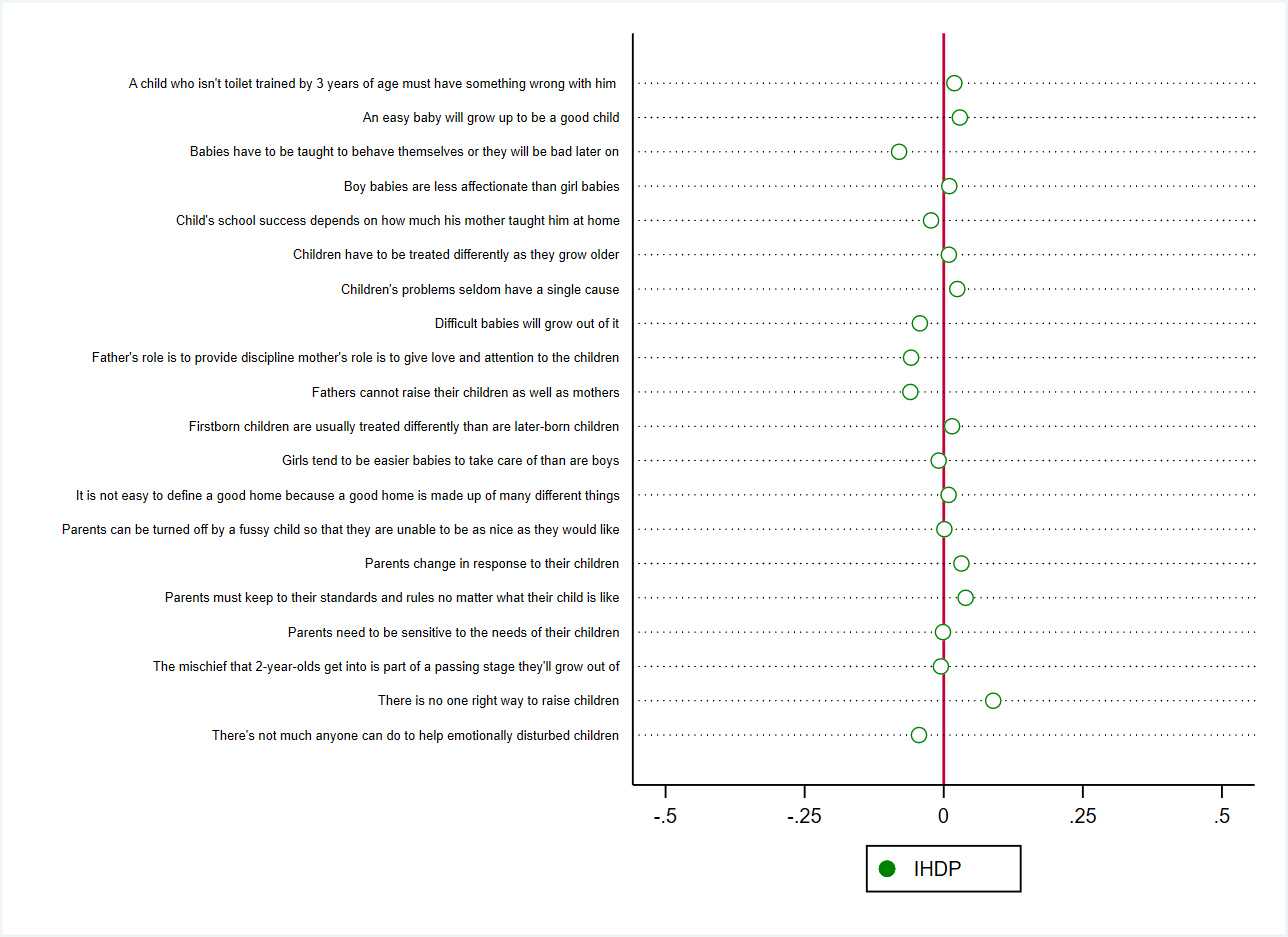 A child who isn't toilet trained by 3 years of age must have something wrong with him
An easy baby will grow up to be a good child
Babies have to be taught to behave themselves or they will be bad later on
Boy babies are less affectionate than girl babies
Child's school success depends on how much his mother taught him at home
Children have to be treated differently as they grow older
Children's problems seldom have a single cause
Difficult babies will grow out of it
Father's role is to provide discipline mother's role is to give love and attention to the children
Fathers cannot raise their children as well as mothers
Firstborn children are usually treated differently than are later-born children
Girls tend to be easier babies to take care of than are boys
It is not easy to define a good home because a good home is made up of many different things
Parents can be turned off by a fussy child so that they are unable to be as nice as they would like
Parents change in response to their children
Parents must keep to their standards and rules no matter what their child is like
Parents need to be sensitive to the needs of their children
The mischief that 2-year-olds get into is part of a passing stage they'll grow out of
There is no one right way to raise children
There's not much anyone can do to help emotionally disturbed children
-.5 -.25 0 .25 .5
IHDP